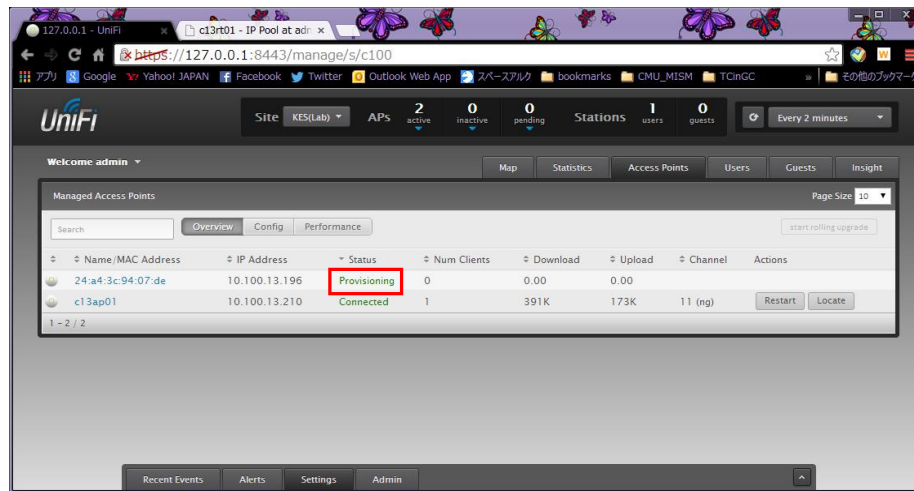 127.0.0.1 - UniFi
c13rt01 - IP Pool at adm
https://127.0.0.1:8443/manage/s/c100
アプリ Google Yahoo! JAPAN Facebook Twitter Outlook Web App スペースアルク bookmarks CMU_MISM TCinGC » その他のブックマーク
UniFi
Site KES(Lab) APs 2 active 0 inactive 0 pending Stations 1 users 0 guests Every 2 minutes
Welcome admin
Map Statistics Access Points Users Guests Insight
Managed Access Points Page Size 10
Search Overview Config Performance start rolling upgrade
Name/MAC Address IP Address Status Num Clients Download Upload Channel Actions
24:a4:3c:94:07:de 10.100.13.196 Provisioning 0 0.00 0.00
c13ap01 10.100.13.210 Connected 1 391K 173K 11 (ng) Restart Locate
1 - 2 / 2
Recent Events Alerts Settings Admin